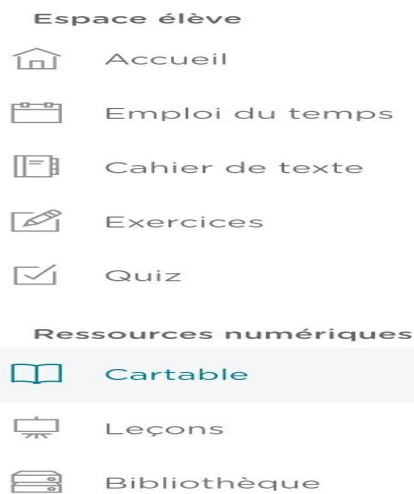 Espace élève
Accueil
Emploi du temps
Cahier de texte
Exercices
Quiz
Ressources numériques
Cartable
Leçons
Bibliothèque